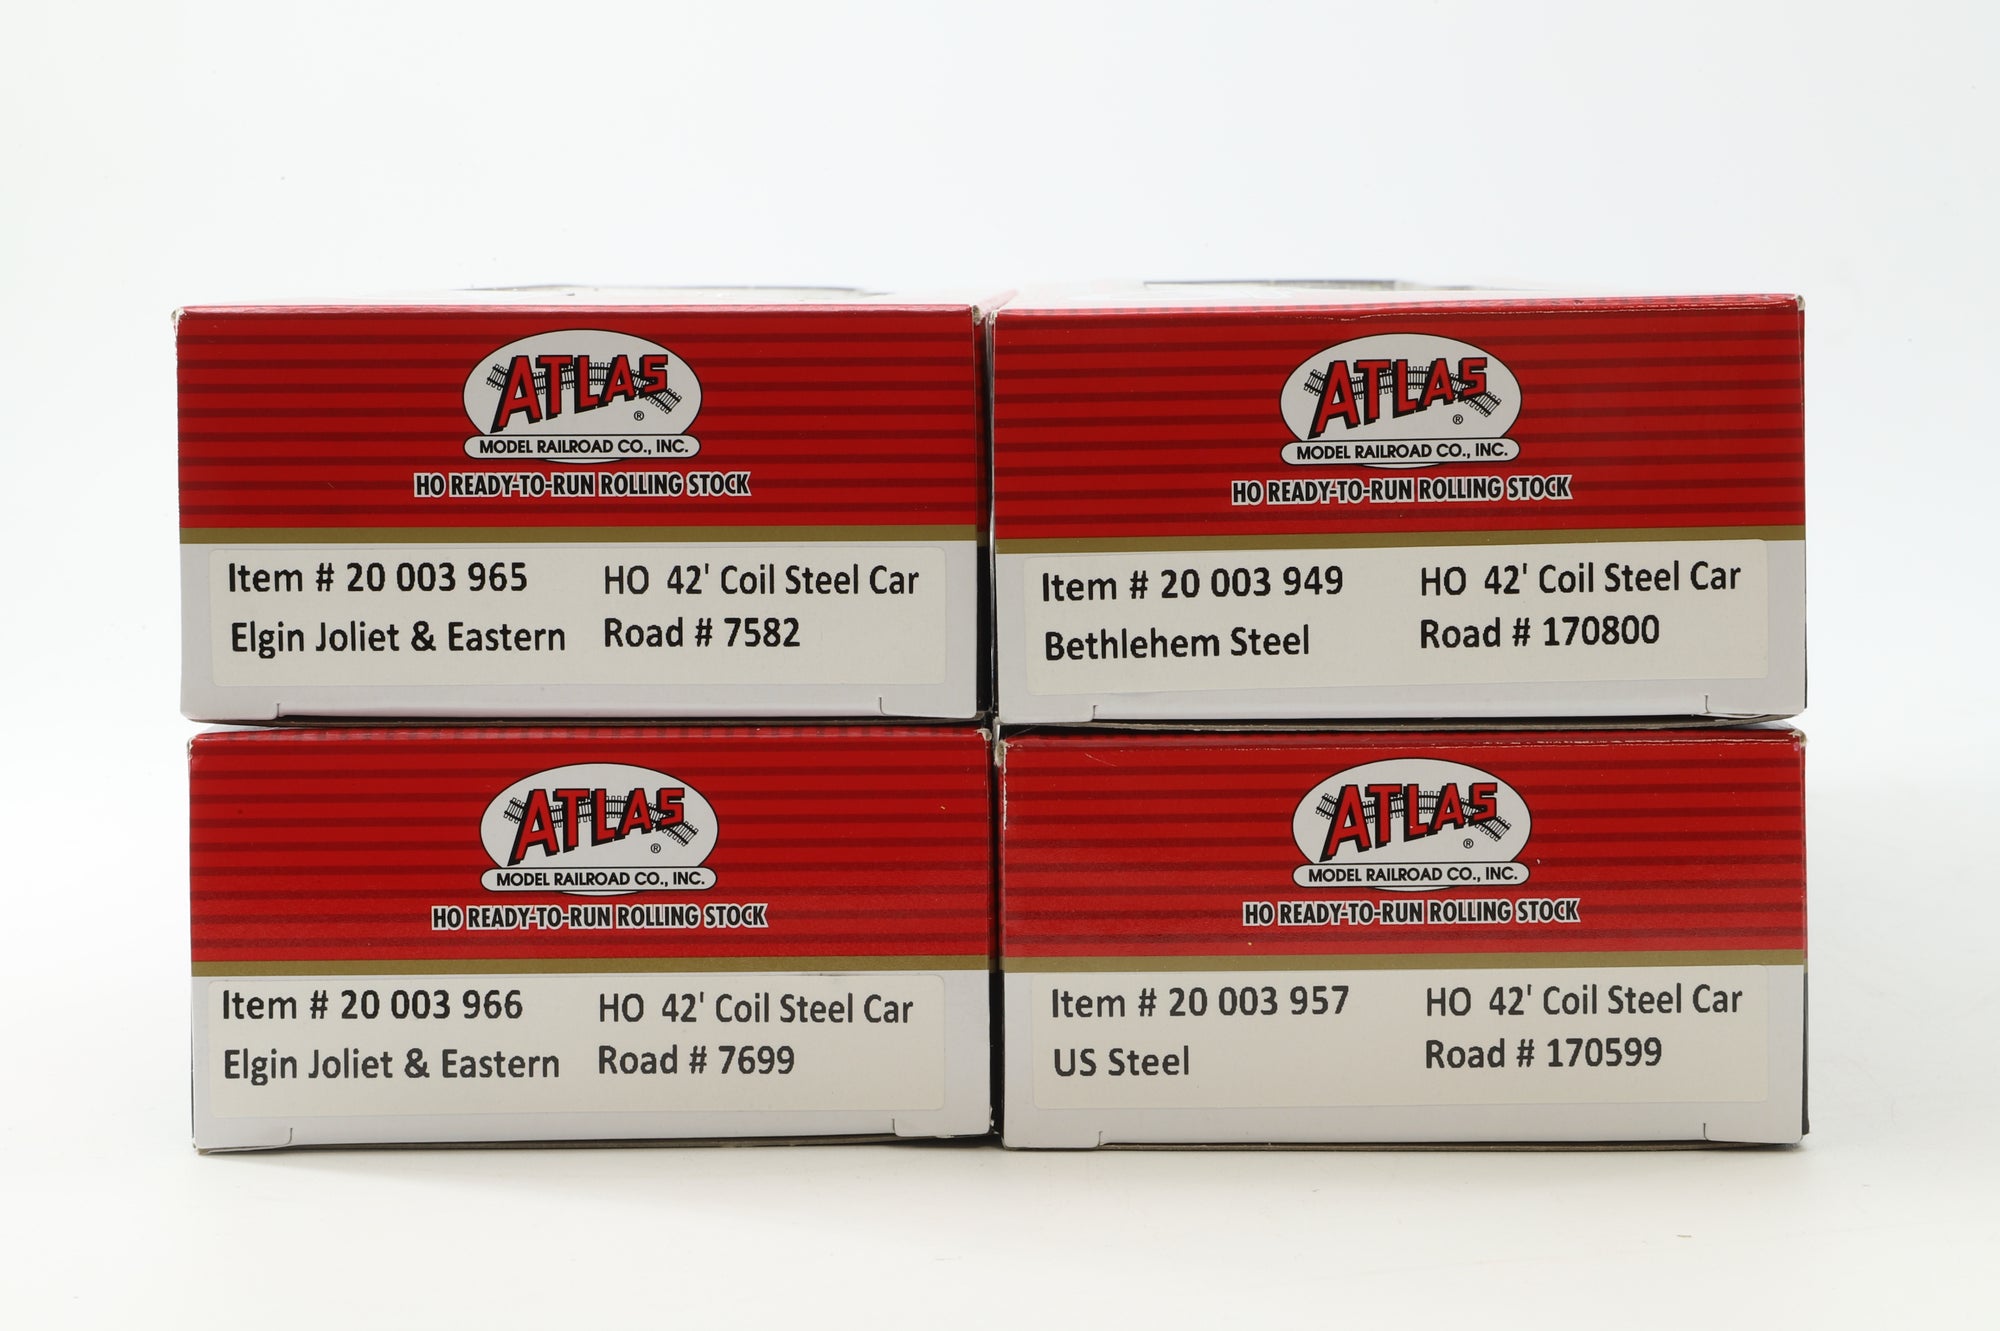 ATLAS
®
MODEL RAILROAD CO., INC.
HO READY-TO-RUN ROLLING STOCK
Item # 20 003 965 HO 42' Coil Steel Car
Elgin Joliet & Eastern Road # 7582
ATLAS
®
MODEL RAILROAD CO., INC.
HO READY-TO-RUN ROLLING STOCK
Item # 20 003 949 HO 42' Coil Steel Car
Bethlehem Steel Road # 170800
ATLAS
®
MODEL RAILROAD CO., INC.
HO READY-TO-RUN ROLLING STOCK
Item # 20 003 966 HO 42' Coil Steel Car
Elgin Joliet & Eastern Road # 7699
ATLAS
®
MODEL RAILROAD CO., INC.
HO READY-TO-RUN ROLLING STOCK
Item # 20 003 957 HO 42' Coil Steel Car
US Steel Road # 170599